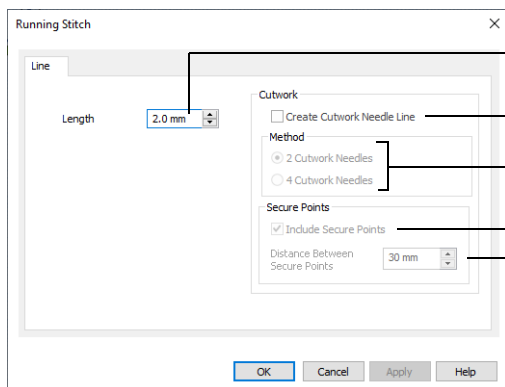 Running Stitch
Line
Length
2.0 mm
Cutwork
Create Cutwork Needle Line
Method
2 Cutwork Needles
4 Cutwork Needles
Secure Points
Include Secure Points
Distance Between
Secure Points
30 mm
OK
Cancel
Apply
Help